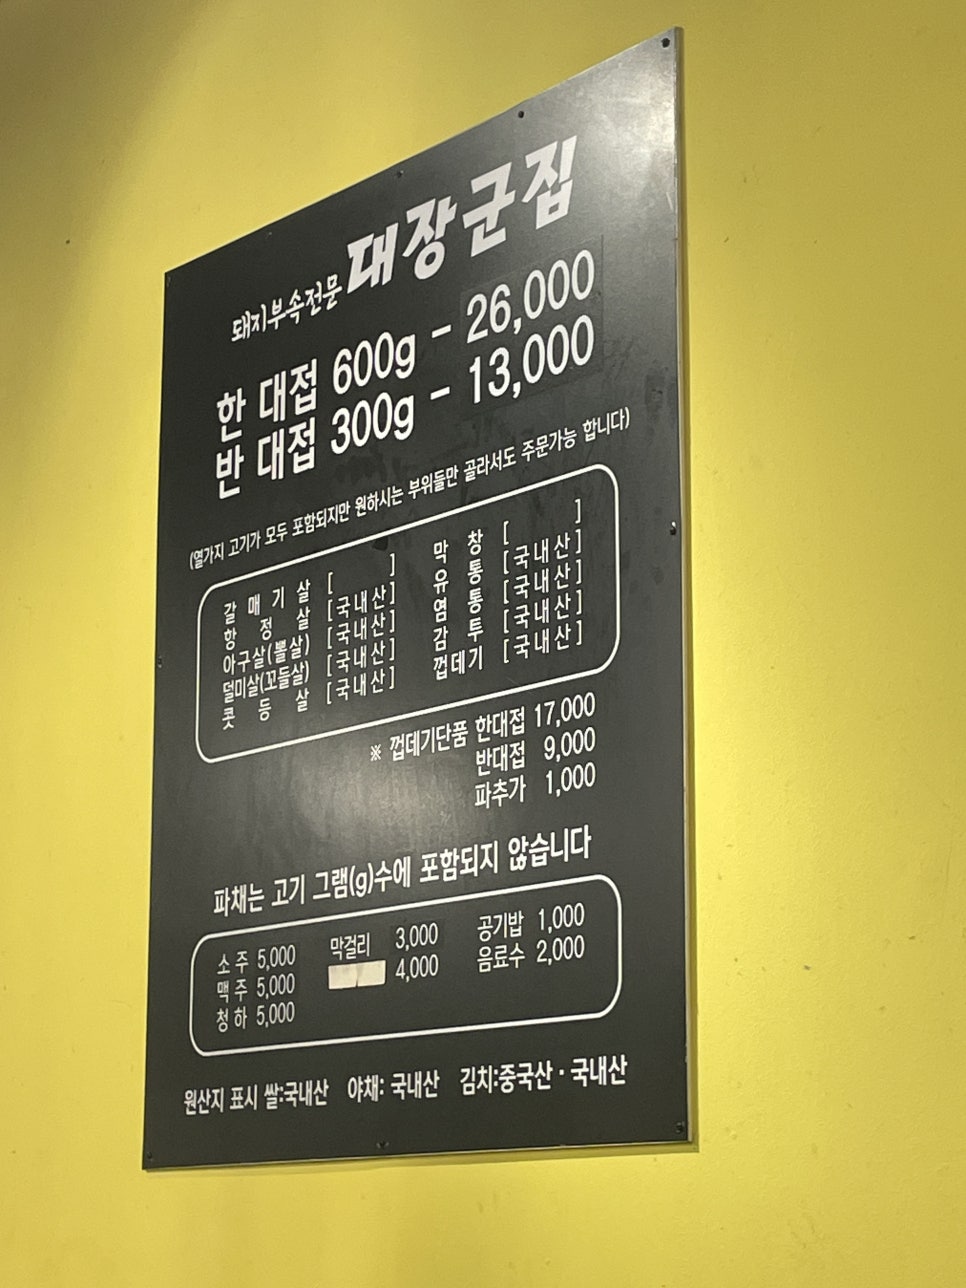 돼지부속전문 대장군집
한 대접 600g - 26,000
반 대접 300g - 13,000
(열가지 고기가 모두 포함되지만 원하시는 부위들만 골라서도 주문가능 합니다)
갈 매 기 살 [ ] 막 창 [ ]
항 정 살 [국내산] 유 통 [국내산]
아구살(뽈살) [국내산] 염 통 [국내산]
덜미살(꼬들살) [국내산] 감 투 [국내산]
콧 등 살 [국내산] 껍데기 [국내산]
※ 껍데기단품 한대접 17,000
반대접 9,000
파추가 1,000
파채는 고기 그램(g)수에 포함되지 않습니다
소 주 5,000 막걸리 3,000 공기밥 1,000
맥 주 5,000 4,000 음료수 2,000
청 하 5,000
원산지 표시 쌀:국내산 야채: 국내산 김치:중국산 · 국내산